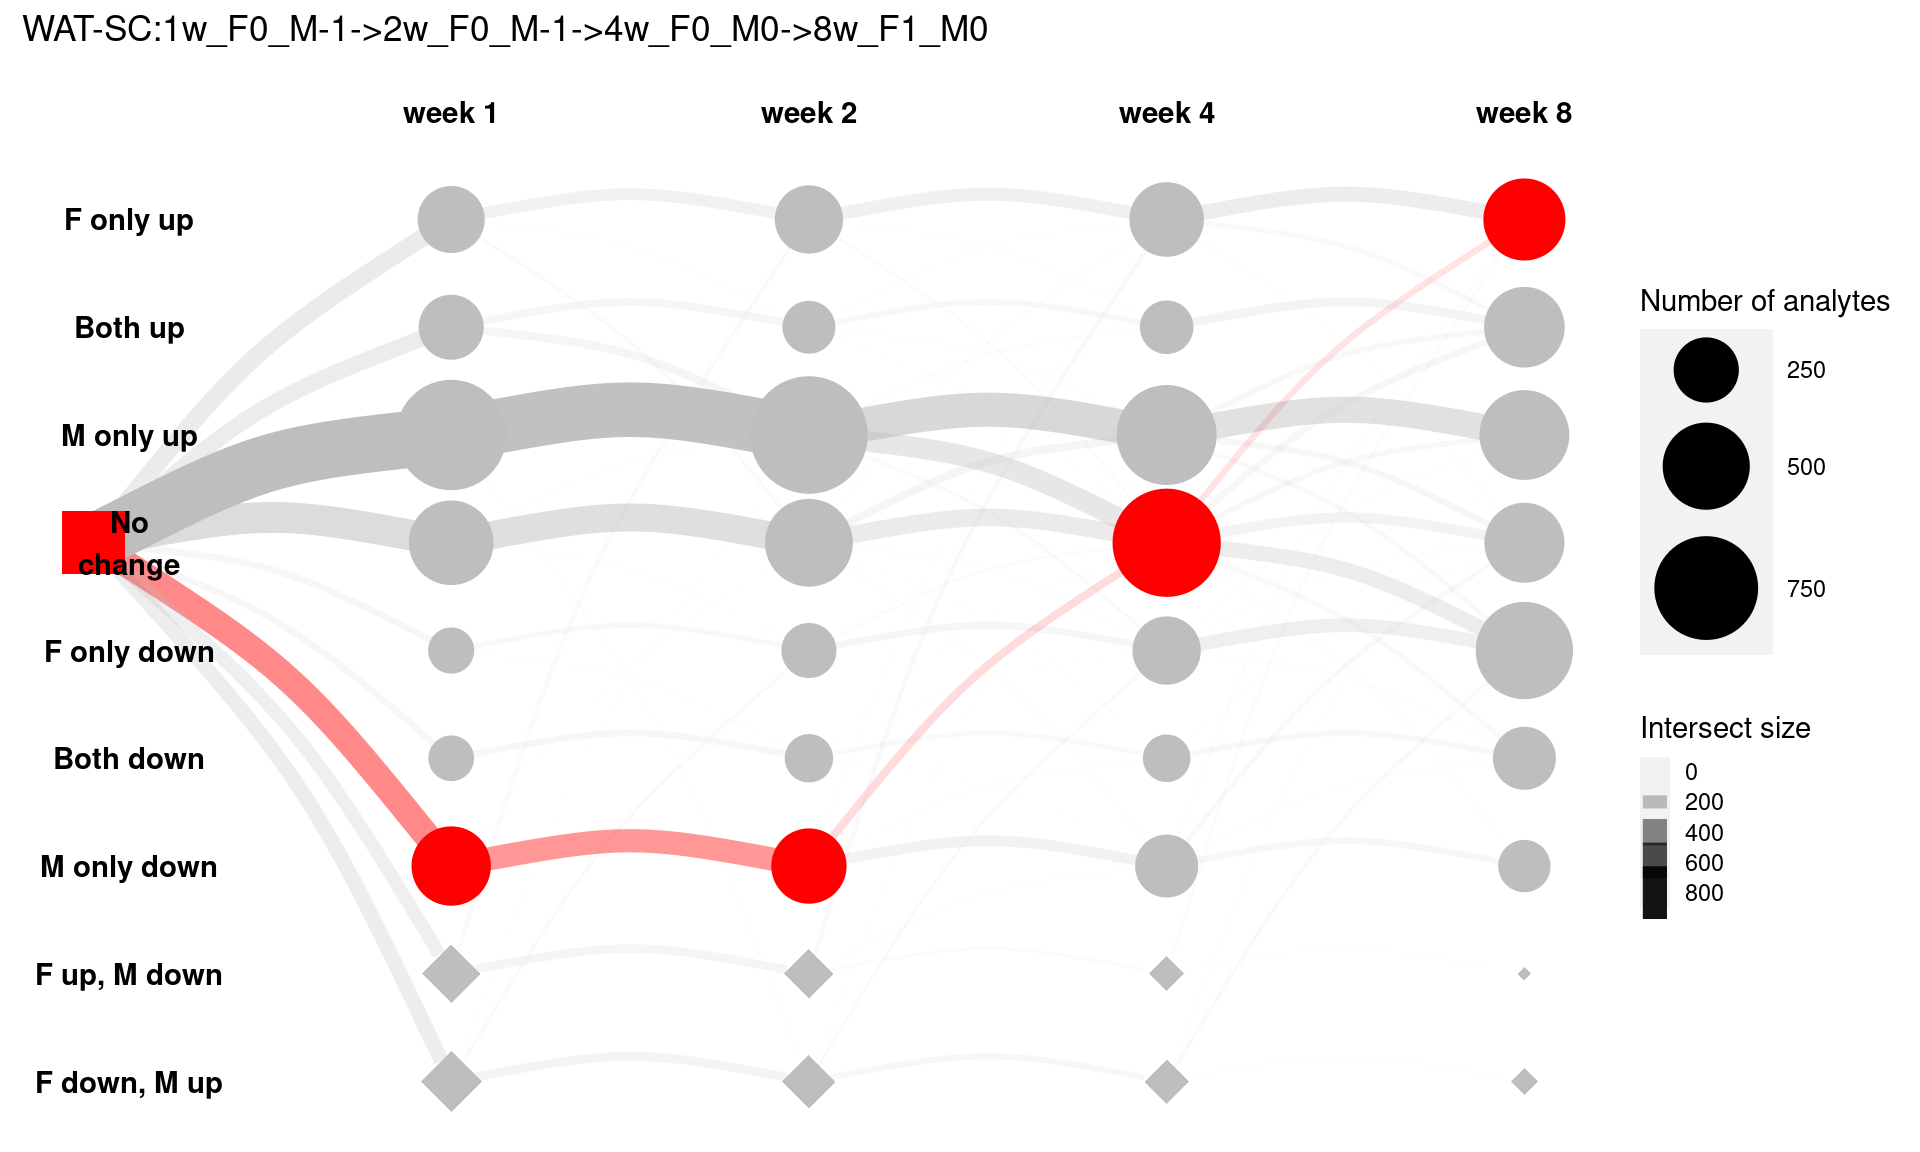 WAT-SC:1w_F0_M-1->2w_F0_M-1->4w_F0_M0->8w_F1_M0
week 1
week 2
week 4
week 8
F only up
Both up
M only up
No
change
F only down
Both down
M only down
F up, M down
F down, M up
Number of analytes
250
500
750
Intersect size
0
200
400
600
800